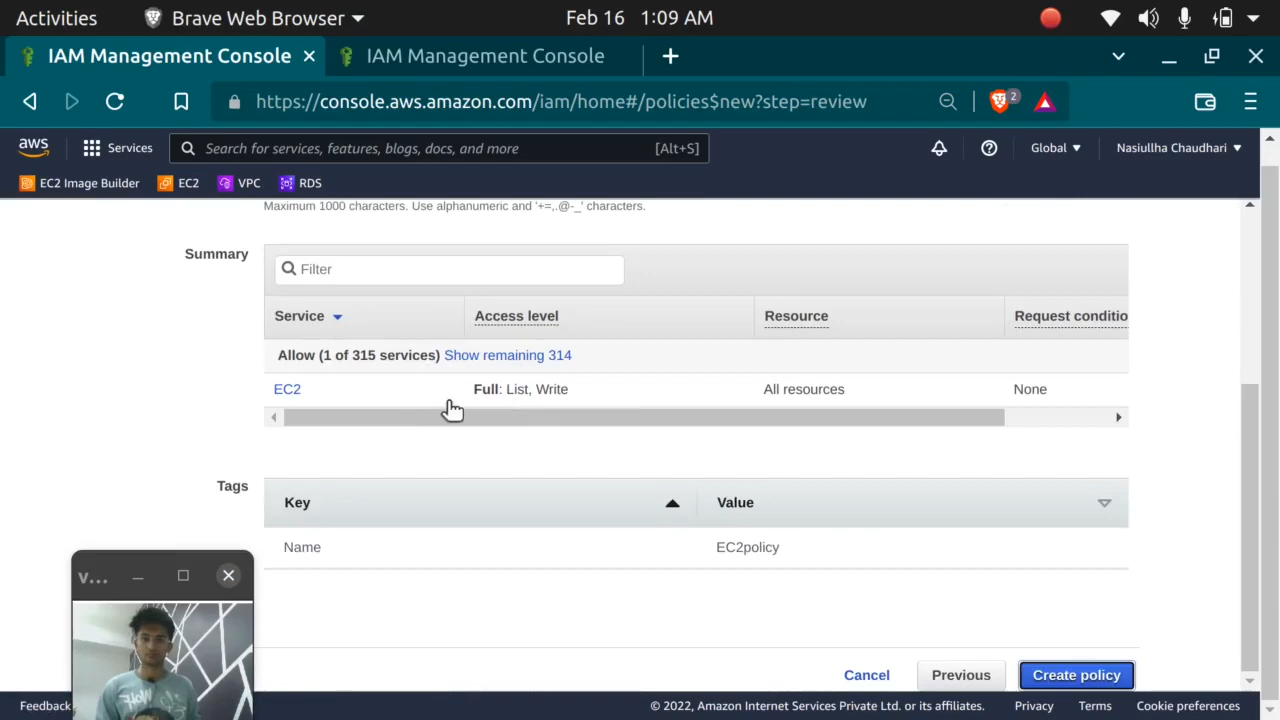 Activities Brave Web Browser Feb 16 1:09 AM
IAM Management Console IAM Management Console
https://console.aws.amazon.com/iam/home#/policies$new?step=review 2
aws Services Search for services, features, blogs, docs, and more [Alt+S] Global Nasiullha Chaudhari
EC2 Image Builder EC2 VPC RDS
Maximum 1000 characters. Use alphanumeric and '+=,.@-_' characters.
Summary
Filter
Service Access level Resource Request conditio
Allow (1 of 315 services) Show remaining 314
EC2 Full: List, Write All resources None
Tags
Key Value
Name EC2policy
v...
Cancel Previous Create policy
Feedback © 2022, Amazon Internet Services Private Ltd. or its affiliates. Privacy Terms Cookie preferences